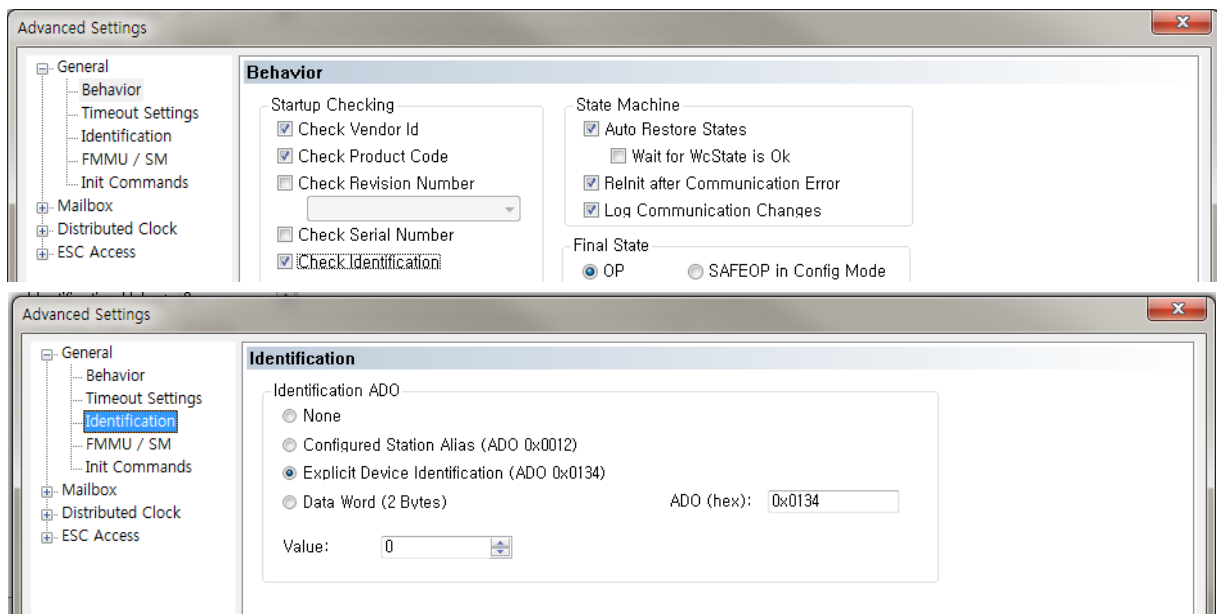 Advanced Settings
General
Behavior
Timeout Settings
Identification
FMMU / SM
Init Commands
Mailbox
Distributed Clock
ESC Access
Behavior
Startup Checking
Check Vendor Id
Check Product Code
Check Revision Number
Check Serial Number
Check Identification
State Machine
Auto Restore States
Wait for WcState is Ok
ReInit after Communication Error
Log Communication Changes
Final State
OP SAFEOP in Config Mode
Advanced Settings
General
Behavior
Timeout Settings
Identification
FMMU / SM
Init Commands
Mailbox
Distributed Clock
ESC Access
Identification
Identification ADO
None
Configured Station Alias (ADO 0x0012)
Explicit Device Identification (ADO 0x0134)
Data Word (2 Bytes) ADO (hex): 0x0134
Value: 0